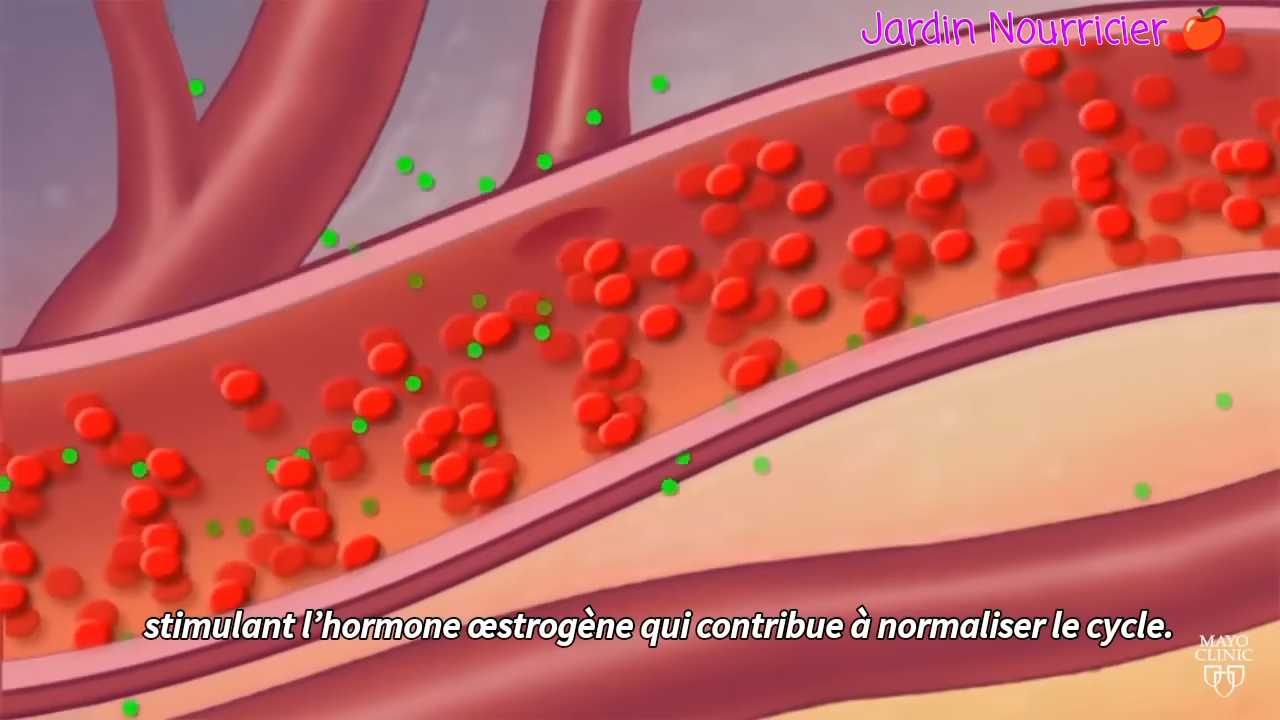 Jardin Nourricier
stimulant l’hormone œstrogène qui contribue à normaliser le cycle.
MAYO
CLINIC